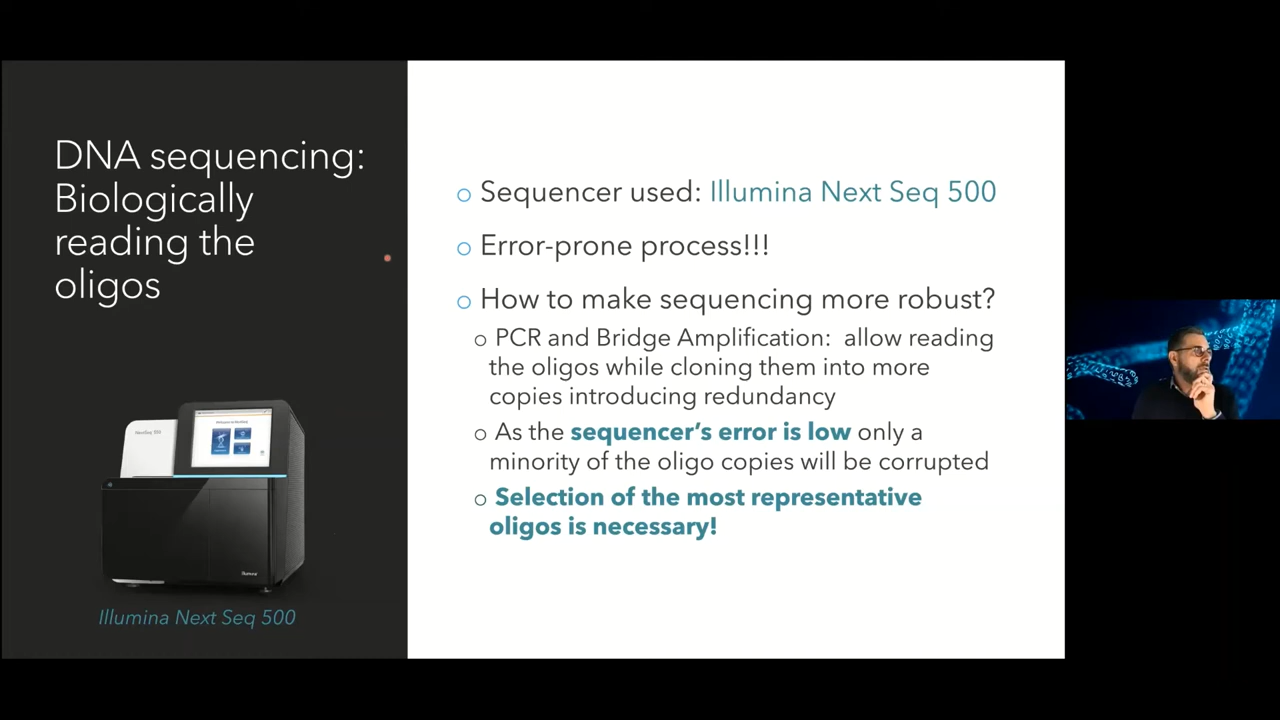 DNA sequencing:
Biologically
reading the
oligos
Illumina Next Seq 500
o Sequencer used: Illumina Next Seq 500
o Error-prone process!!!
o How to make sequencing more robust?
o PCR and Bridge Amplification: allow reading
the oligos while cloning them into more
copies introducing redundancy
o As the sequencer's error is low only a
minority of the oligo copies will be corrupted
o Selection of the most representative
oligos is necessary!